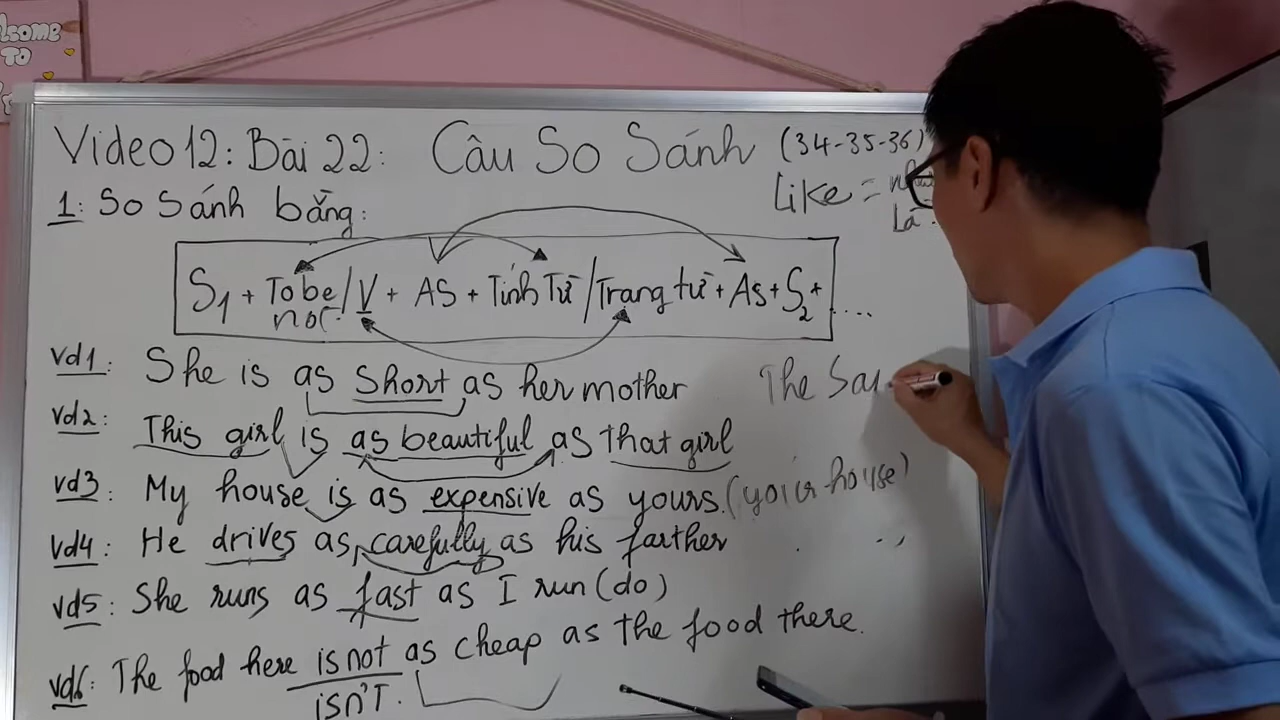 TO
Video 12: Bài 22: Câu So Sánh (34-35-36)
Like =
Là
1: So Sánh bằng:
S1 + Tobe/V + AS + Tính Từ/Trạng từ + As + S2 + ....
not
vd1: She is as short as her mother
The Sa
vd2: This girl is as beautiful as that girl
vd3: My house is as expensive as yours. (your house)
vd4: He drives as carefully as his farther
vd5: She runs as fast as I run (do)
vd6: The food here is not as cheap as the food there.
isn't.